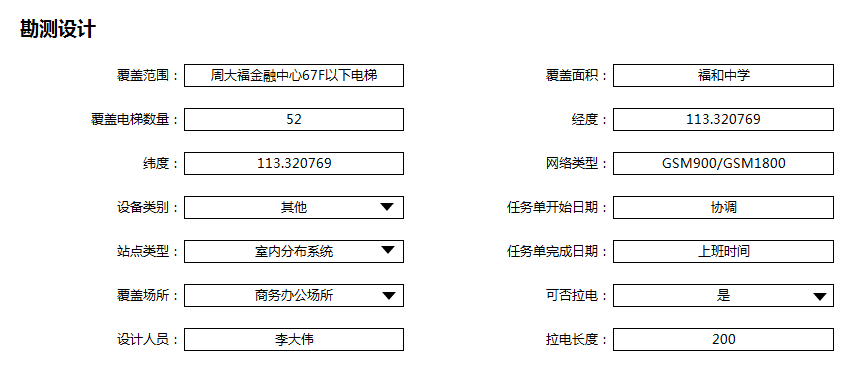 勘测设计
覆盖范围： 周大福金融中心67F以下电梯 覆盖面积： 福和中学
覆盖电梯数量： 52 经度： 113.320769
纬度： 113.320769 网络类型： GSM900/GSM1800
设备类别： 其他 任务单开始日期： 协调
站点类型： 室内分布系统 任务单完成日期： 上班时间
覆盖场所： 商务办公场所 可否拉电： 是
设计人员： 李大伟 拉电长度： 200